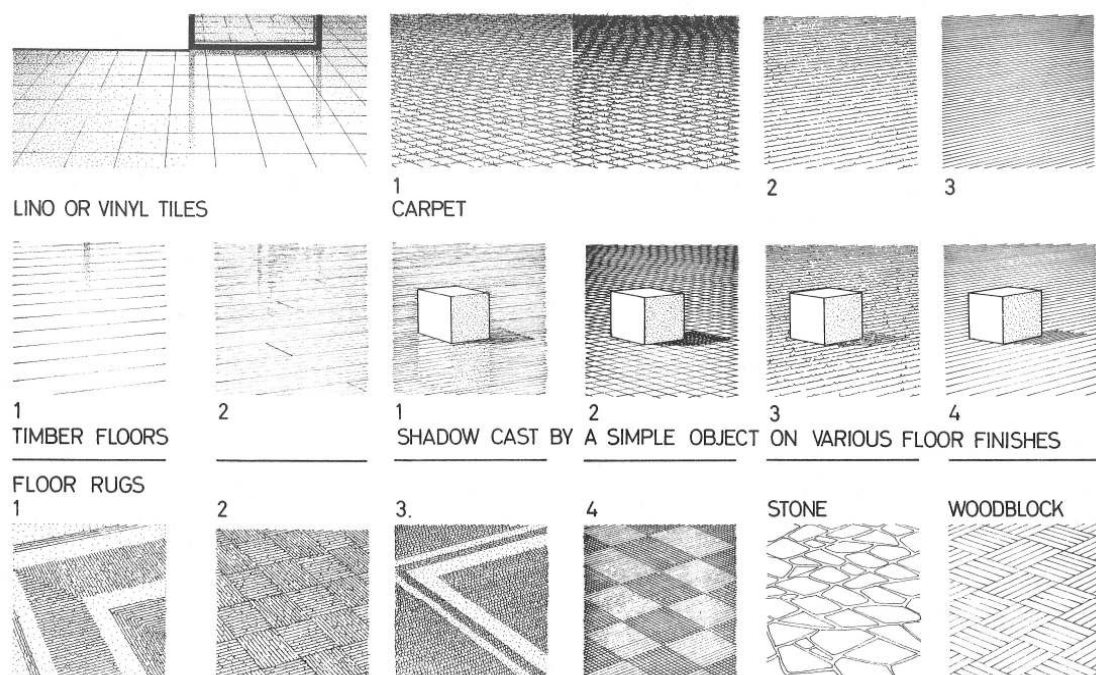 1 2 3
LINO OR VINYL TILES CARPET
1 2 1 2 3 4
TIMBER FLOORS SHADOW CAST BY A SIMPLE OBJECT ON VARIOUS FLOOR FINISHES
FLOOR RUGS
1 2 3. 4 STONE WOODBLOCK